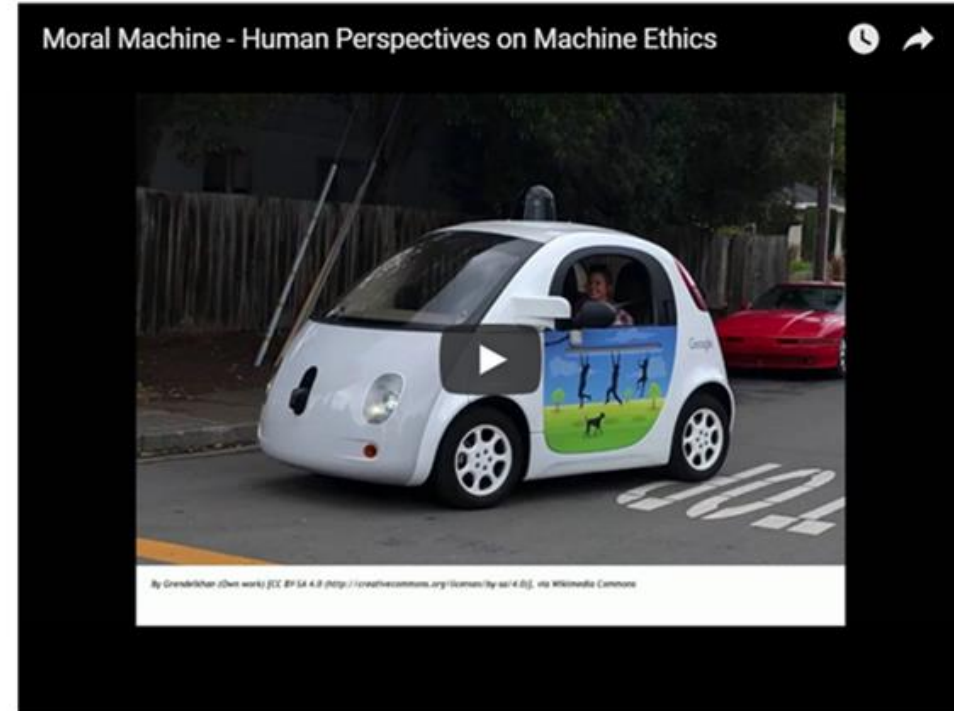 Moral Machine - Human Perspectives on Machine Ethics
Google
By Grendelkhan (Own work) [CC BY-SA 4.0 (http://creativecommons.org/licenses/by-sa/4.0)], via Wikimedia Commons